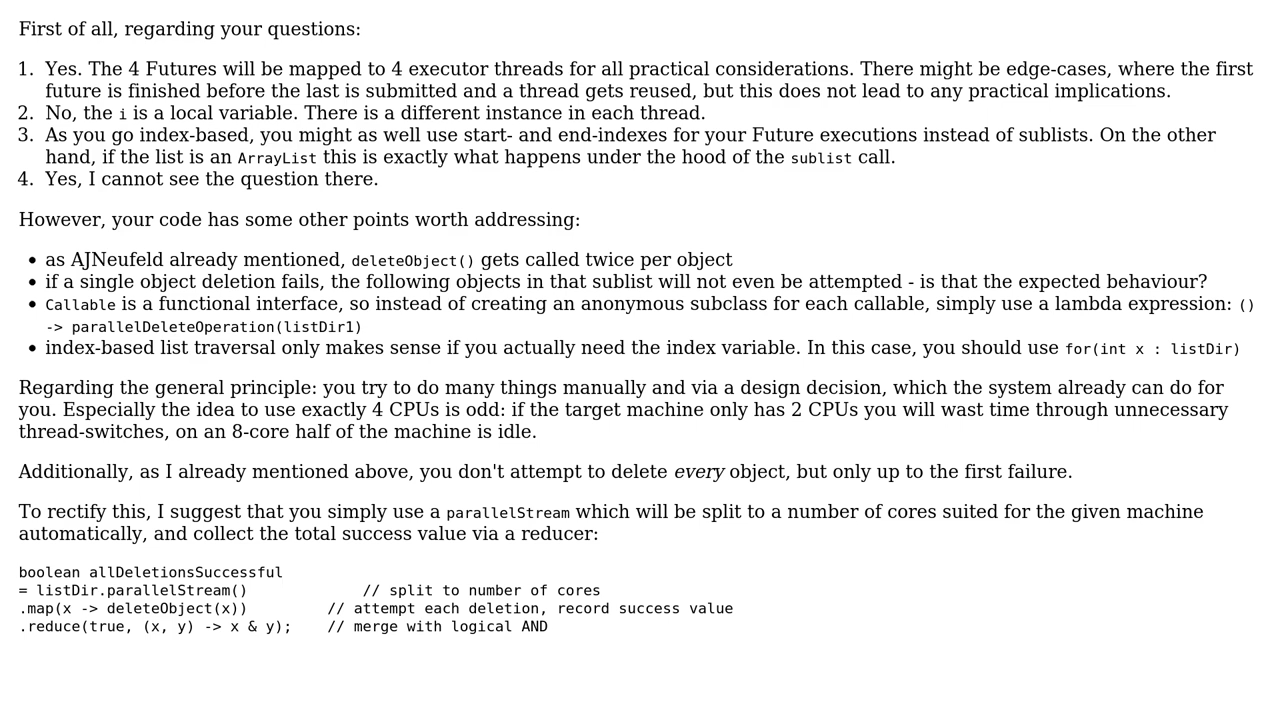 First of all, regarding your questions:
1. Yes. The 4 Futures will be mapped to 4 executor threads for all practical considerations. There might be edge-cases, where the first
future is finished before the last is submitted and a thread gets reused, but this does not lead to any practical implications.
2. No, the i is a local variable. There is a different instance in each thread.
3. As you go index-based, you might as well use start- and end-indexes for your Future executions instead of sublists. On the other
hand, if the list is an ArrayList this is exactly what happens under the hood of the sublist call.
4. Yes, I cannot see the question there.
However, your code has some other points worth addressing:
• as AJNeufeld already mentioned, deleteObject() gets called twice per object
• if a single object deletion fails, the following objects in that sublist will not even be attempted - is that the expected behaviour?
• Callable is a functional interface, so instead of creating an anonymous subclass for each callable, simply use a lambda expression: ()
-> parallelDeleteOperation(listDir1)
• index-based list traversal only makes sense if you actually need the index variable. In this case, you should use for(int x : listDir)
Regarding the general principle: you try to do many things manually and via a design decision, which the system already can do for
you. Especially the idea to use exactly 4 CPUs is odd: if the target machine only has 2 CPUs you will wast time through unnecessary
thread-switches, on an 8-core half of the machine is idle.
Additionally, as I already mentioned above, you don't attempt to delete every object, but only up to the first failure.
To rectify this, I suggest that you simply use a parallelStream which will be split to a number of cores suited for the given machine
automatically, and collect the total success value via a reducer:
boolean allDeletionsSuccessful
= listDir.parallelStream()             // split to number of cores
.map(x -> deleteObject(x))         // attempt each deletion, record success value
.reduce(true, (x, y) -> x & y);    // merge with logical AND